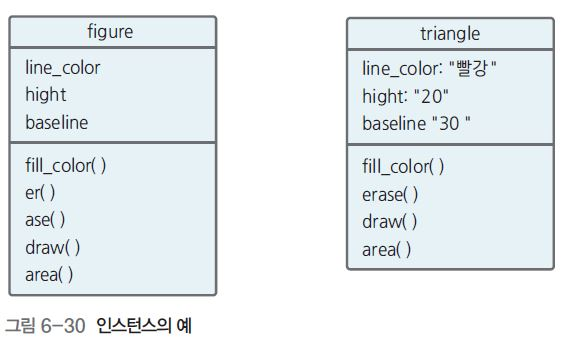 figure
line_color
hight
baseline
fill_color( )
er( )
ase( )
draw( )
area( )
triangle
line_color: "빨강"
hight: "20"
baseline "30 "
fill_color( )
erase( )
draw( )
area( )
그림 6-30 인스턴스의 예